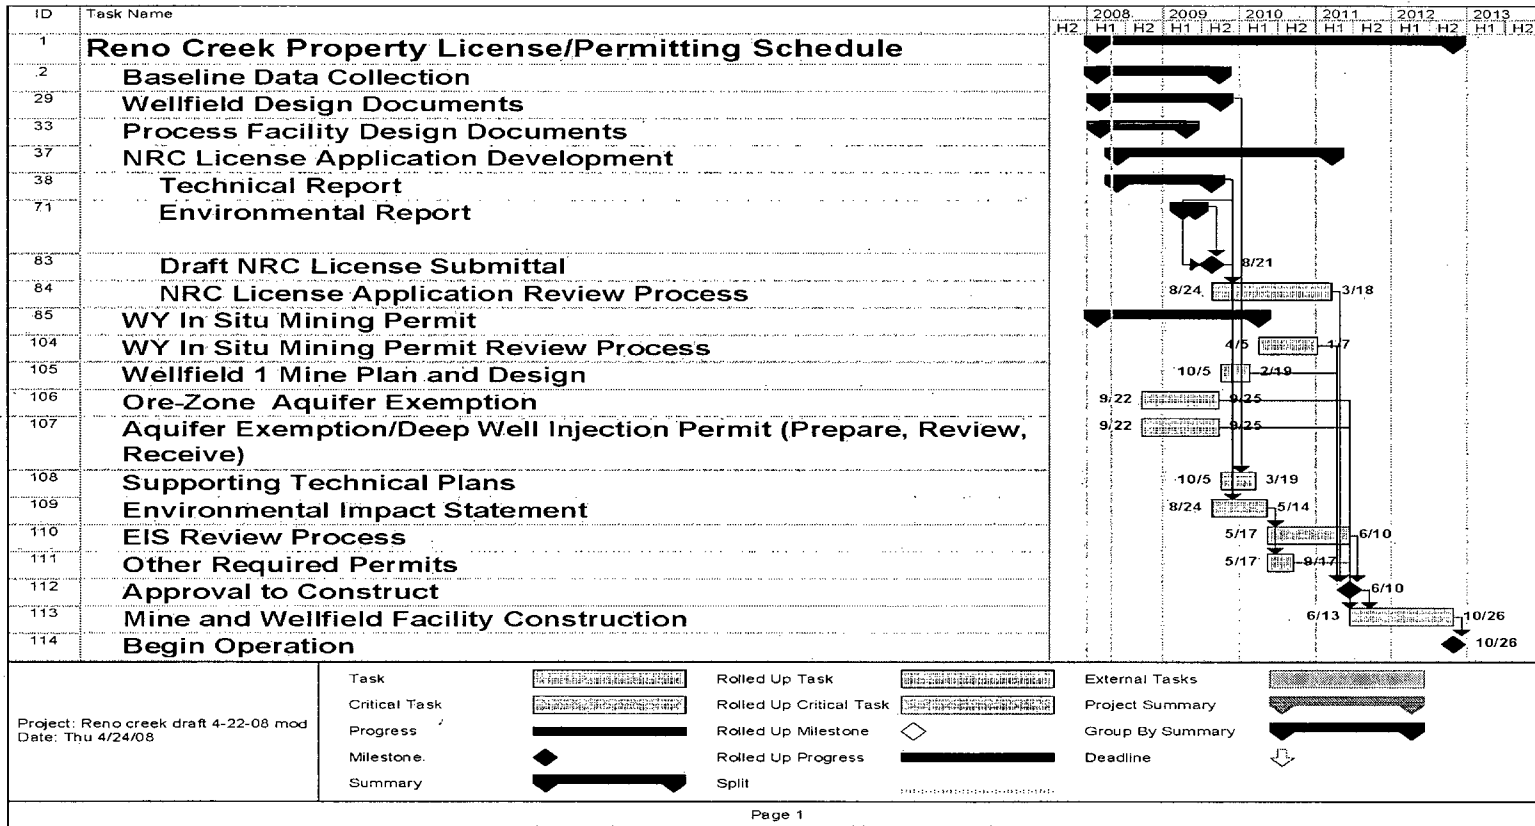 ID Task Name 2008 2009 2010 2011 2012 2013
H2 H1 H2 H1 H2 H1 H2 H1 H2 H1 H2 H1 H2
1 Reno Creek Property License/Permitting Schedule
2 Baseline Data Collection
29 Wellfield Design Documents
33 Process Facility Design Documents
37 NRC License Application Development
38 Technical Report
71 Environmental Report
83 Draft NRC License Submittal 8/21
84 NRC License Application Review Process 8/24 3/18
85 WY In Situ Mining Permit
104 WY In Situ Mining Permit Review Process 4/5 1/7
105 Wellfield 1 Mine Plan and Design 10/5 2/19
106 Ore-Zone Aquifer Exemption 9/22 9/25
107 Aquifer Exemption/Deep Well Injection Permit (Prepare, Review, 9/22 9/25
Receive)
108 Supporting Technical Plans 10/5 3/19
109 Environmental Impact Statement 8/24 5/14
110 EIS Review Process 5/17 6/10
111 Other Required Permits 5/17 9/17
112 Approval to Construct 6/10
113 Mine and Wellfield Facility Construction 6/13 10/26
114 Begin Operation 10/26
Project: Reno creek draft 4-22-08 mod
Date: Thu 4/24/08
Task Rolled Up Task External Tasks
Critical Task Rolled Up Critical Task Project Summary
Progress Rolled Up Milestone Group By Summary
Milestone Rolled Up Progress Deadline
Summary Split
Page 1